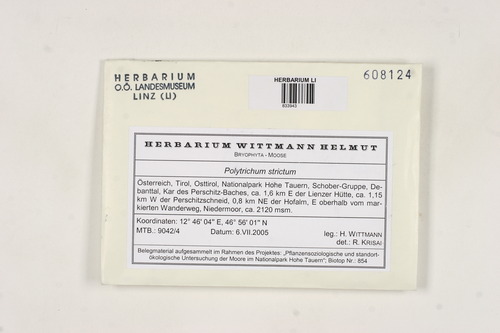 HERBARIUM
O.Ö. LANDESMUSEUM
LINZ (LI)
HERBARIUM LI
608124
HERBARIUM WITTMANN HELMUT
BRYOPHYTA - MOOSE
Polytrichum strictum
Österreich, Tirol, Osttirol, Nationalpark Hohe Tauern, Schober-Gruppe, De-
banttal, Kar des Perschitz-Baches, ca. 1,6 km E der Lienzer Hütte, ca. 1,15
km W der Perschitzschneid, 0,8 km NE der Hofalm, E oberhalb vom mar-
kierten Wanderweg, Niedermoor, ca. 2120 msm.
Koordinaten: 12° 46' 04" E, 46° 56' 01" N
MTB.: 9042/4 Datum: 6.VII.2005 leg.: H. WITTMANN
det.: R. KRISAI
Belegmaterial aufgesammelt im Rahmen des Projektes: „Pflanzensoziologische und standort-
ökologische Untersuchung der Moore im Nationalpark Hohe Tauern"; Biotop Nr.: 854